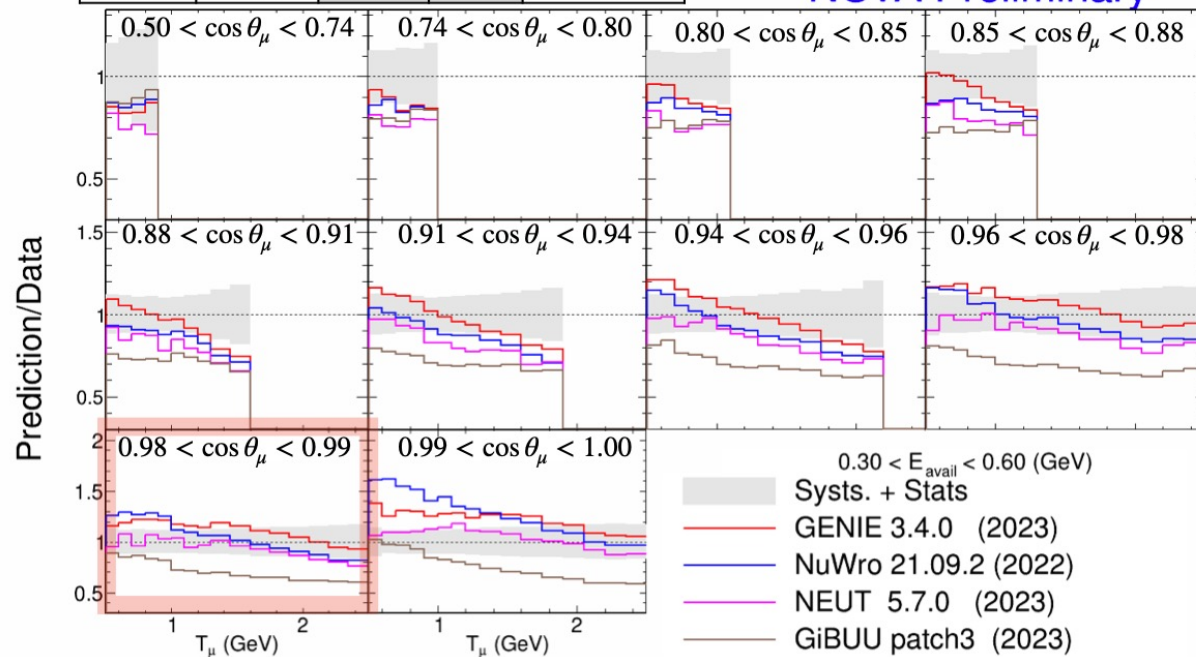 NOvA Preliminary
0.50 < cos θμ < 0.74
0.74 < cos θμ < 0.80
0.80 < cos θμ < 0.85
0.85 < cos θμ < 0.88
1
0.5
0.88 < cos θμ < 0.91
0.91 < cos θμ < 0.94
0.94 < cos θμ < 0.96
0.96 < cos θμ < 0.98
1.5
1
0.5
Prediction/Data
0.98 < cos θμ < 0.99
0.99 < cos θμ < 1.00
2
1.5
1
0.5
1 2
1 2
Tμ (GeV)
Tμ (GeV)
0.30 < Eavail < 0.60 (GeV)
Systs. + Stats
GENIE 3.4.0 (2023)
NuWro 21.09.2 (2022)
NEUT 5.7.0 (2023)
GiBUU patch3 (2023)